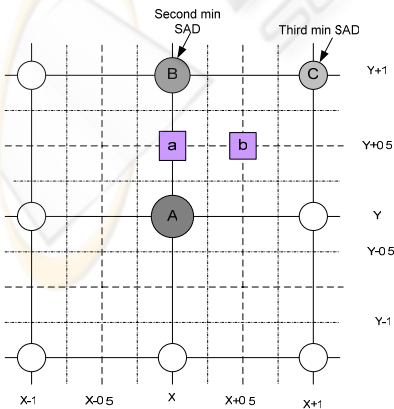 Second min
SAD
Third min SAD
B
C
Y+1
a
b
Y+0 5
A
Y
Y-0 5
Y-1
X-1
X-0 5
X
X+0 5
X+1